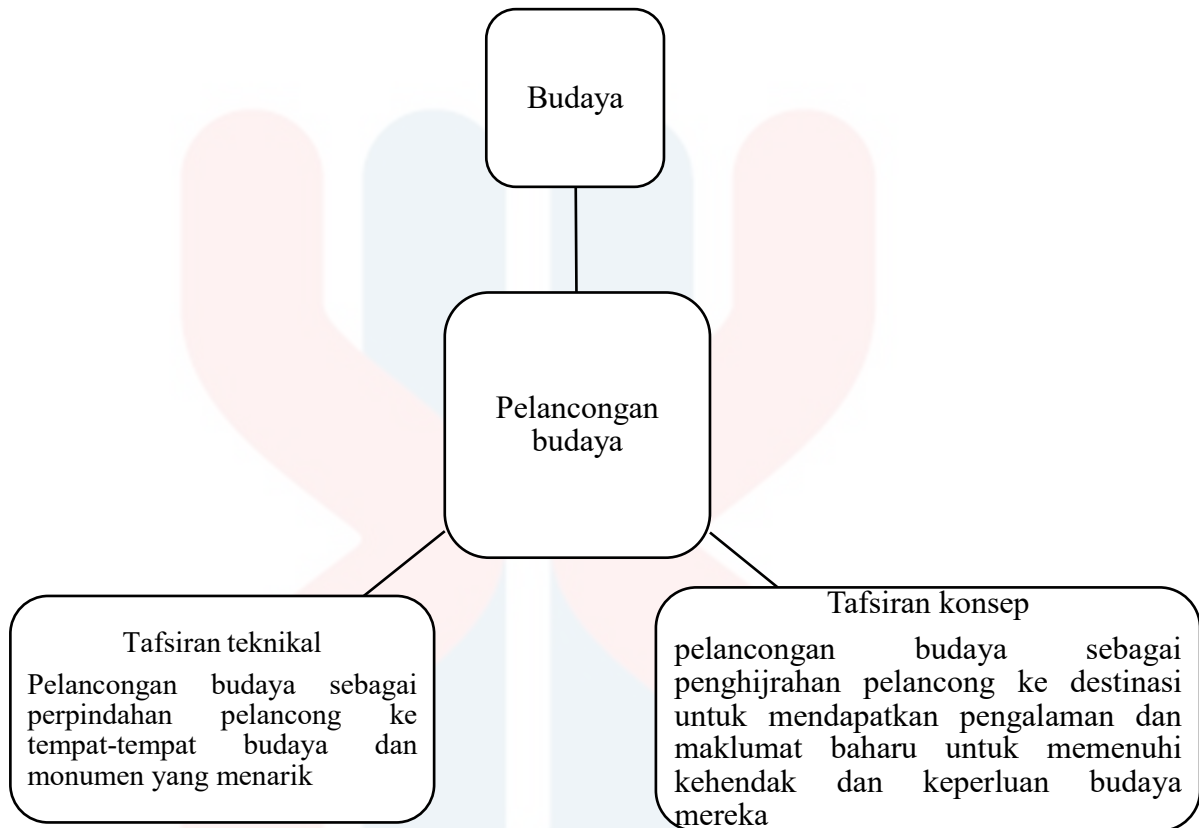 Budaya
Pelancongan
budaya
Tafsiran teknikal
Pelancongan budaya sebagai
perpindahan pelancong ke
tempat-tempat budaya dan
monumen yang menarik
Tafsiran konsep
pelancongan budaya sebagai
penghijrahan pelancong ke destinasi
untuk mendapatkan pengalaman dan
maklumat baharu untuk memenuhi
kehendak dan keperluan budaya
mereka